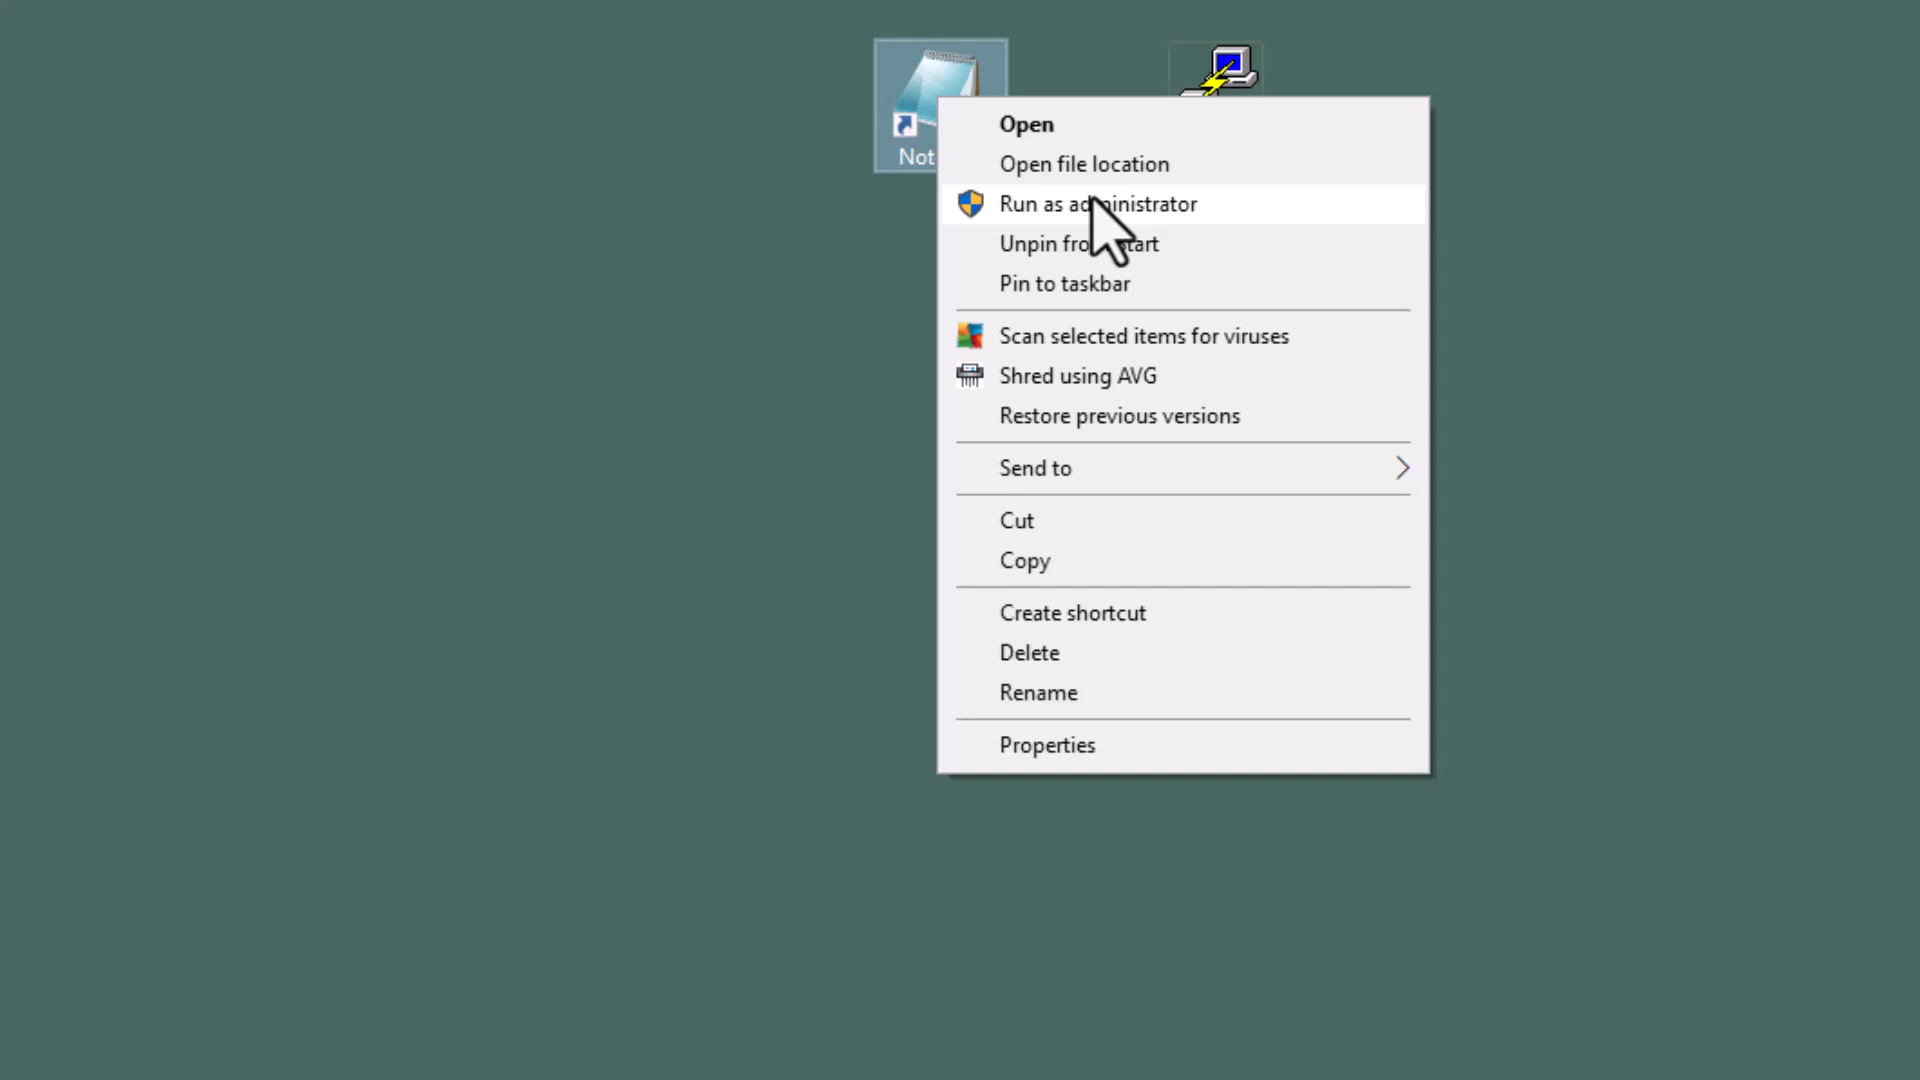 Not
Open
Open file location
Run as administrator
Unpin from Start
Pin to taskbar
Scan selected items for viruses
Shred using AVG
Restore previous versions
Send to
Cut
Copy
Create shortcut
Delete
Rename
Properties